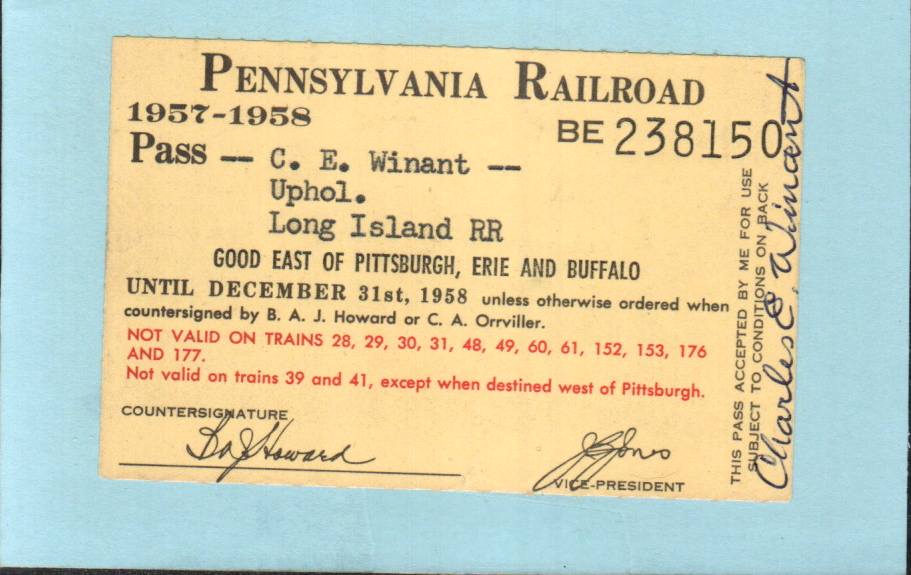 PENNSYLVANIA RAILROAD
1957-1958
BE 238150
Pass -- C. E. Winant --
Uphol.
Long Island RR
GOOD EAST OF PITTSBURGH, ERIE AND BUFFALO
UNTIL DECEMBER 31st, 1958 unless otherwise ordered when
countersigned by B. A. J. Howard or C. A. Orrviller.
NOT VALID ON TRAINS 28, 29, 30, 31, 48, 49, 60, 61, 152, 153, 176
AND 177.
Not valid on trains 39 and 41, except when destined west of Pittsburgh.
COUNTERSIGNATURE
BAJ Howard
JB Jones
VICE-PRESIDENT
THIS PASS ACCEPTED BY ME FOR USE
SUBJECT TO CONDITIONS ON BACK
Charles E. Winant